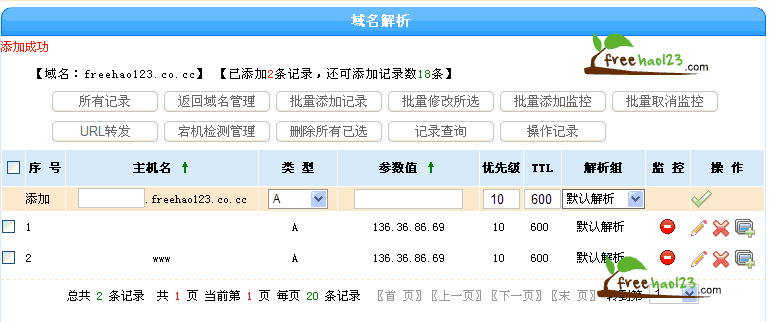 域名解析
添加成功
freehao123.com
【域名：freehao123.co.cc】 【已添加2条记录，还可添加记录数18条】
所有记录 返回域名管理 批量添加记录 批量修改所选 批量添加监控 批量取消监控
URL转发 宕机检测管理 删除所有已选 记录查询 操作记录
序 号 主机名 ↑ 类 型 参数值 ↑ 优先级 TTL 解析组 监 控 操 作
添加 .freehao123.co.cc A 10 600 默认解析
1 A 136.36.86.69 10 600 默认解析
2 www A 136.36.86.69 10 600 默认解析
freehao123.com
总共 2 条记录 共 1 页 当前第 1 页 每页 20 条记录 〖首 页〗〖上一页〗〖下一页〗〖末 页〗 转到第 1